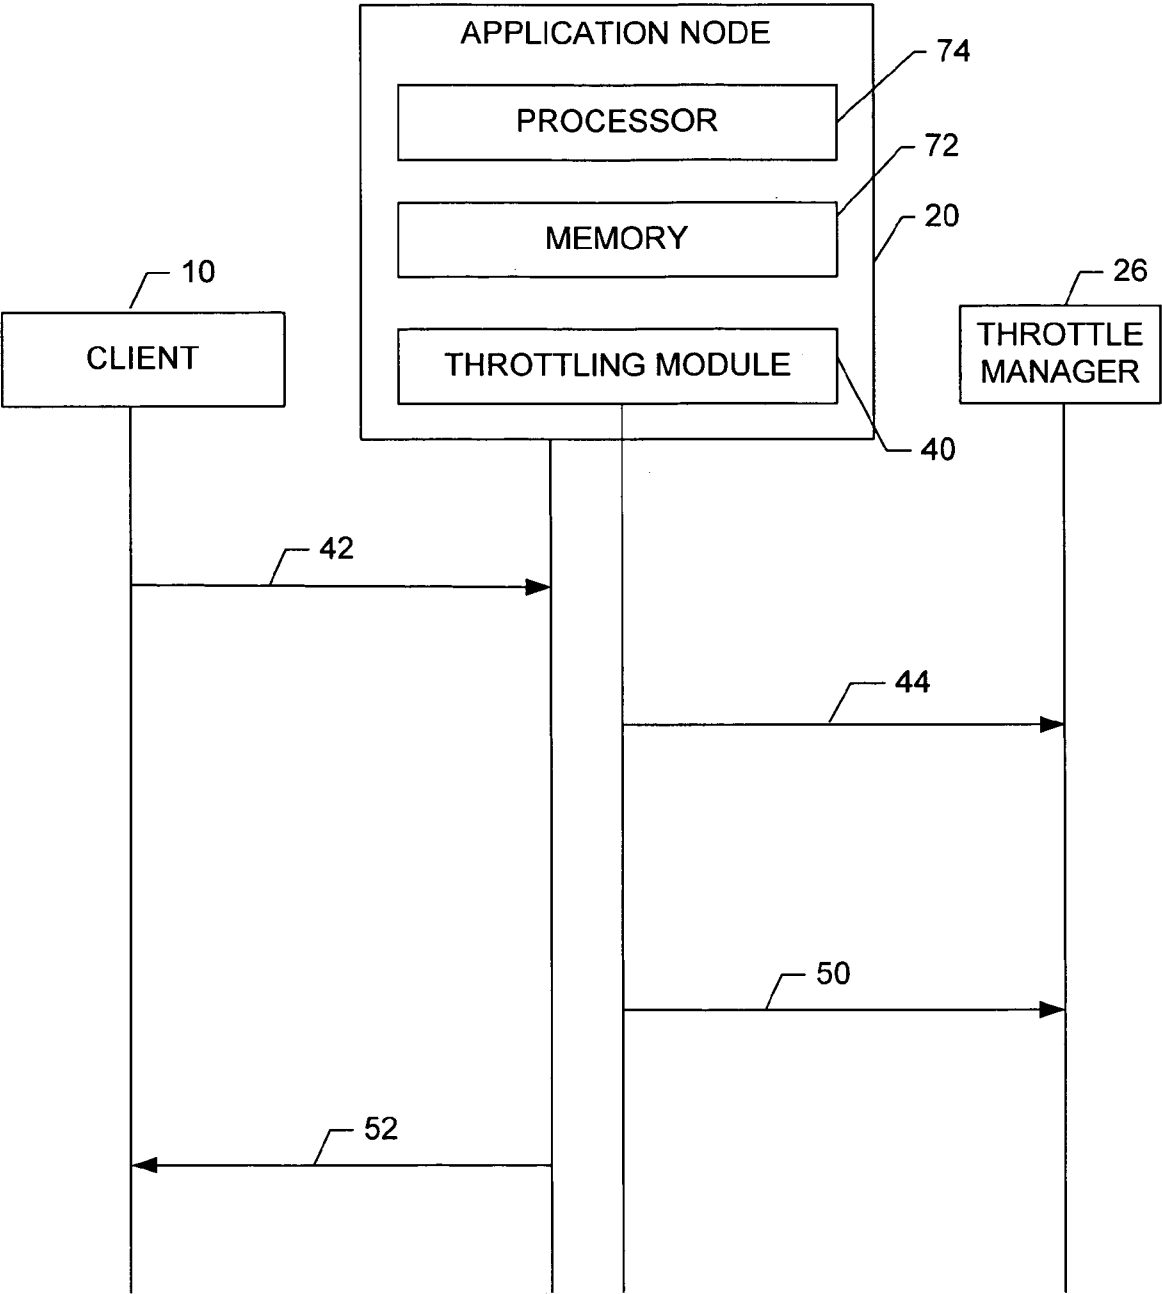 APPLICATION NODE
74
PROCESSOR
72
MEMORY
20
10
26
CLIENT
THROTTLING MODULE
THROTTLE
MANAGER
40
42
44
50
52